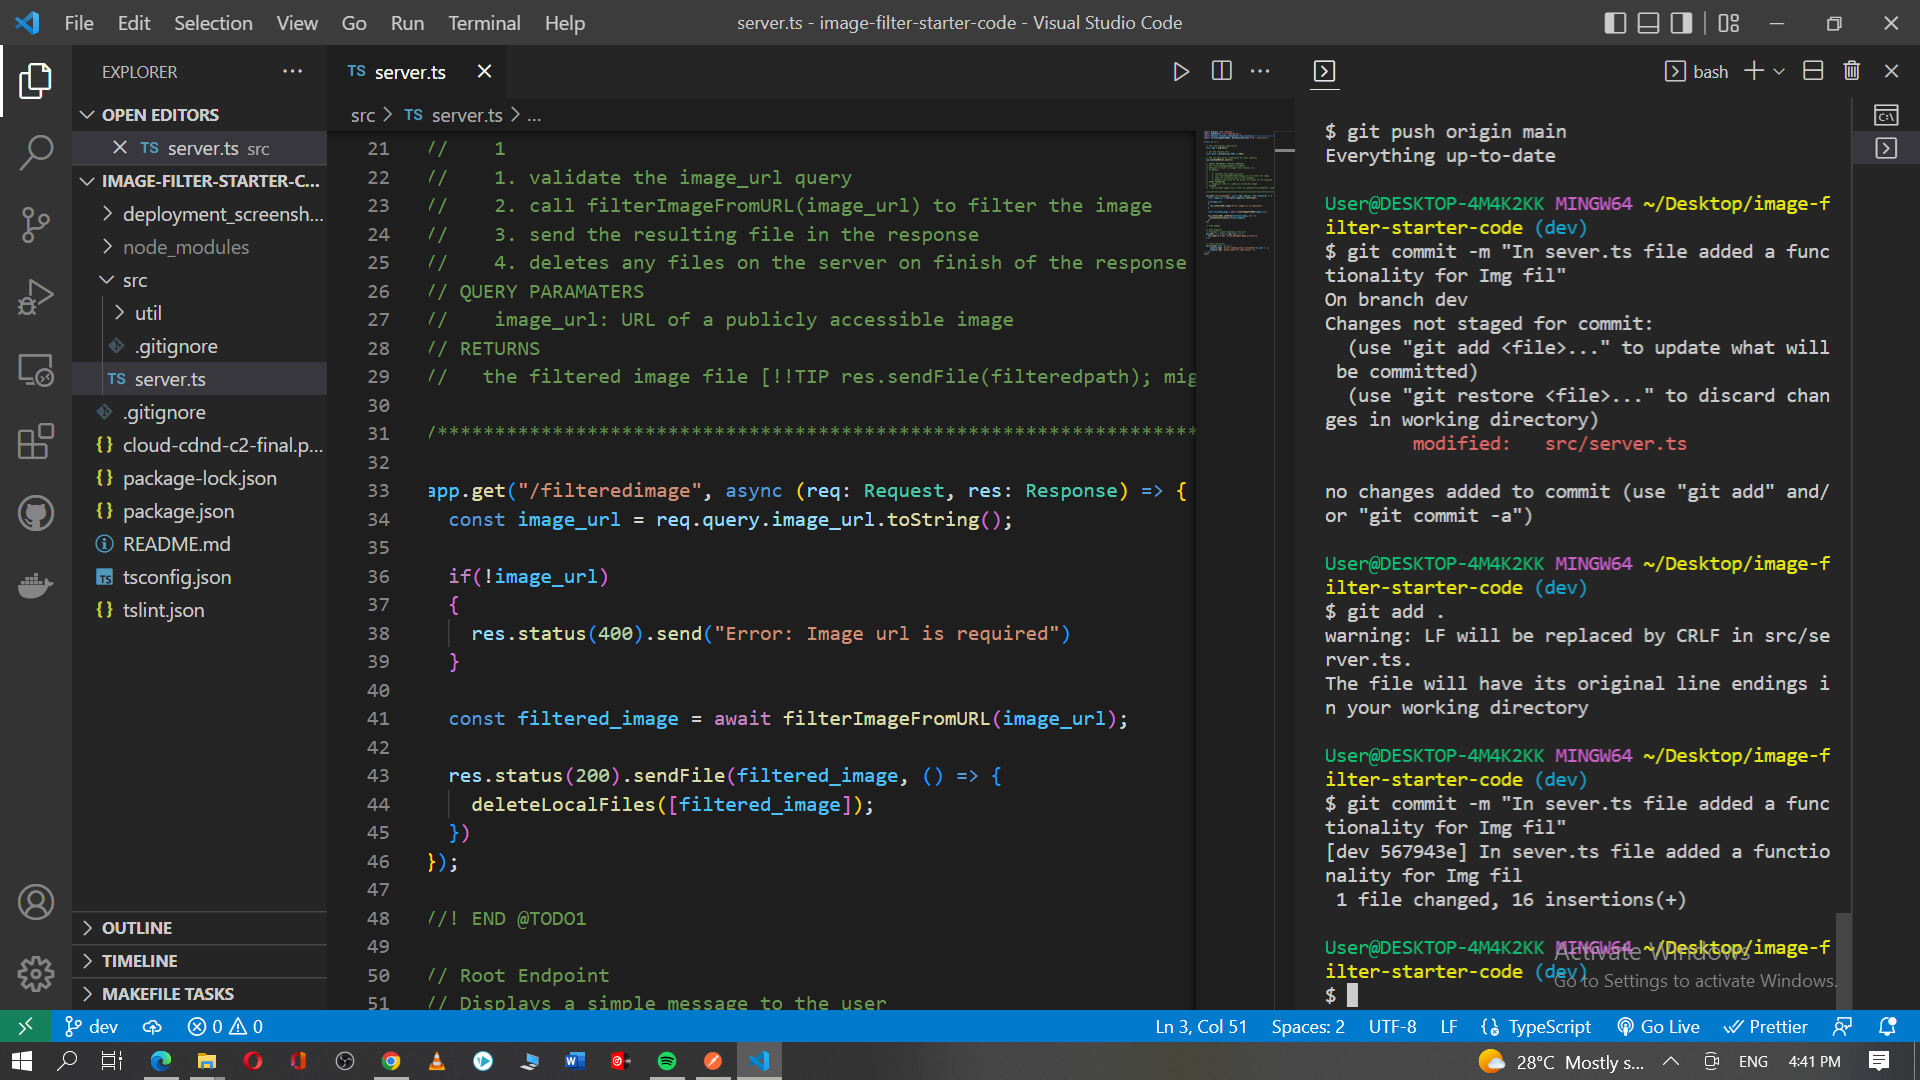 File Edit Selection View Go Run Terminal Help
server.ts - image-filter-starter-code - Visual Studio Code
EXPLORER
OPEN EDITORS
TS server.ts src
IMAGE-FILTER-STARTER-C...
deployment_screensh...
node_modules
src
util
.gitignore
TS server.ts
.gitignore
{} cloud-cdnd-c2-final.p...
{} package-lock.json
{} package.json
README.md
TS tsconfig.json
{} tslint.json
OUTLINE
TIMELINE
MAKEFILE TASKS
TS server.ts
src > TS server.ts > ...
21 // 1
22 // 1. validate the image_url query
23 // 2. call filterImageFromURL(image_url) to filter the image
24 // 3. send the resulting file in the response
25 // 4. deletes any files on the server on finish of the response
26 // QUERY PARAMATERS
27 // image_url: URL of a publicly accessible image
28 // RETURNS
29 // the filtered image file [!!TIP res.sendFile(filteredpath); mig
30
31 /******************************************************************
32
33 app.get("/filteredimage", async (req: Request, res: Response) => {
34 const image_url = req.query.image_url.toString();
35
36 if(!image_url)
37 {
38 res.status(400).send("Error: Image url is required")
39 }
40
41 const filtered_image = await filterImageFromURL(image_url);
42
43 res.status(200).sendFile(filtered_image, () => {
44 deleteLocalFiles([filtered_image]);
45 })
46 });
47
48 //! END @TODO1
49
50 // Root Endpoint
51 // Displays a simple message to the user
bash
$ git push origin main
Everything up-to-date
User@DESKTOP-4M4K2KK MINGW64 ~/Desktop/image-f
ilter-starter-code (dev)
$ git commit -m "In sever.ts file added a func
tionality for Img fil"
On branch dev
Changes not staged for commit:
(use "git add <file>..." to update what will
be committed)
(use "git restore <file>..." to discard chan
ges in working directory)
modified: src/server.ts
no changes added to commit (use "git add" and/
or "git commit -a")
User@DESKTOP-4M4K2KK MINGW64 ~/Desktop/image-f
ilter-starter-code (dev)
$ git add .
warning: LF will be replaced by CRLF in src/se
rver.ts.
The file will have its original line endings i
n your working directory
User@DESKTOP-4M4K2KK MINGW64 ~/Desktop/image-f
ilter-starter-code (dev)
$ git commit -m "In sever.ts file added a func
tionality for Img fil"
[dev 567943e] In sever.ts file added a functio
nality for Img fil
1 file changed, 16 insertions(+)
User@DESKTOP-4M4K2KK MINGW64 ~/Desktop/image-f
ilter-starter-code (dev)
$
Activate Windows
Go to Settings to activate Windows.
dev 0 0
Ln 3, Col 51 Spaces: 2 UTF-8 LF {} TypeScript Go Live Prettier
28°C Mostly s... ENG 4:41 PM